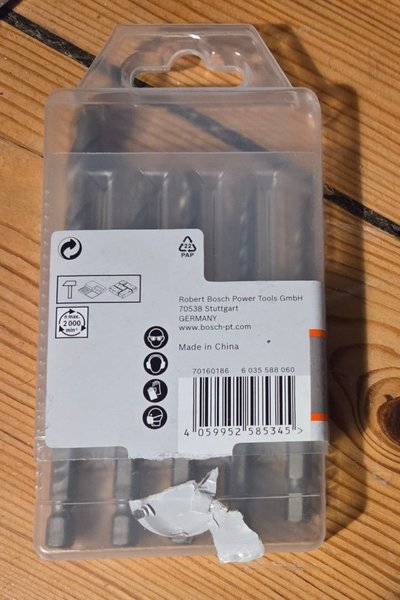 22
PAP
n max.
2 000
min-1
Robert Bosch Power Tools GmbH
70538 Stuttgart
GERMANY
www.bosch-pt.com
Made in China
70160186 6 035 588 060
4 059952 585345 >